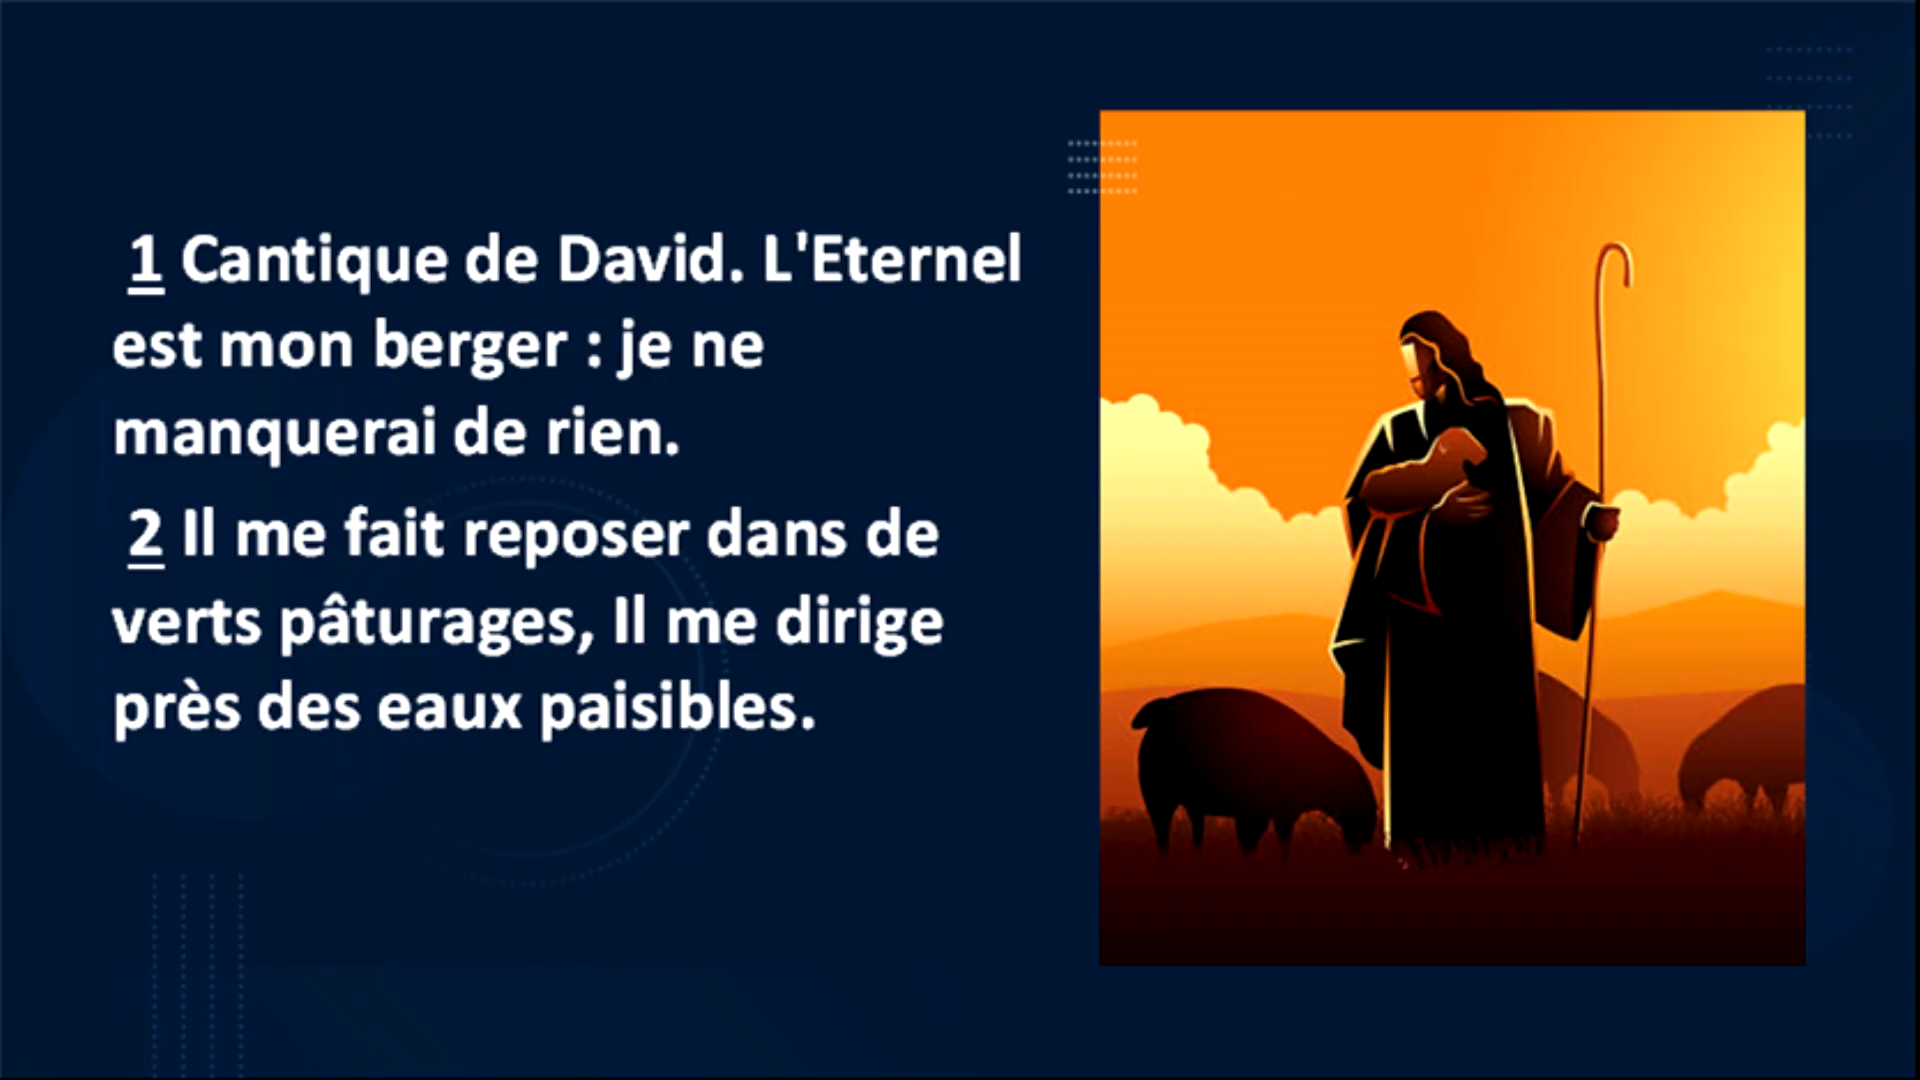 1 Cantique de David. L'Eternel
est mon berger : je ne
manquerai de rien.
2 Il me fait reposer dans de
verts pâturages, Il me dirige
près des eaux paisibles.